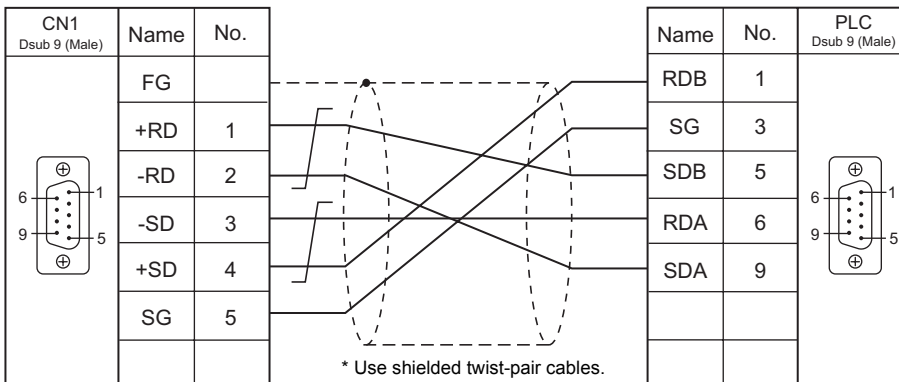 CN1
Dsub 9 (Male)
Name No.
FG
+RD 1
-RD 2
-SD 3
+SD 4
SG 5
6 1
9 5
Name No.
PLC
Dsub 9 (Male)
RDB 1
SG 3
SDB 5
RDA 6
SDA 9
6 1
9 5
* Use shielded twist-pair cables.